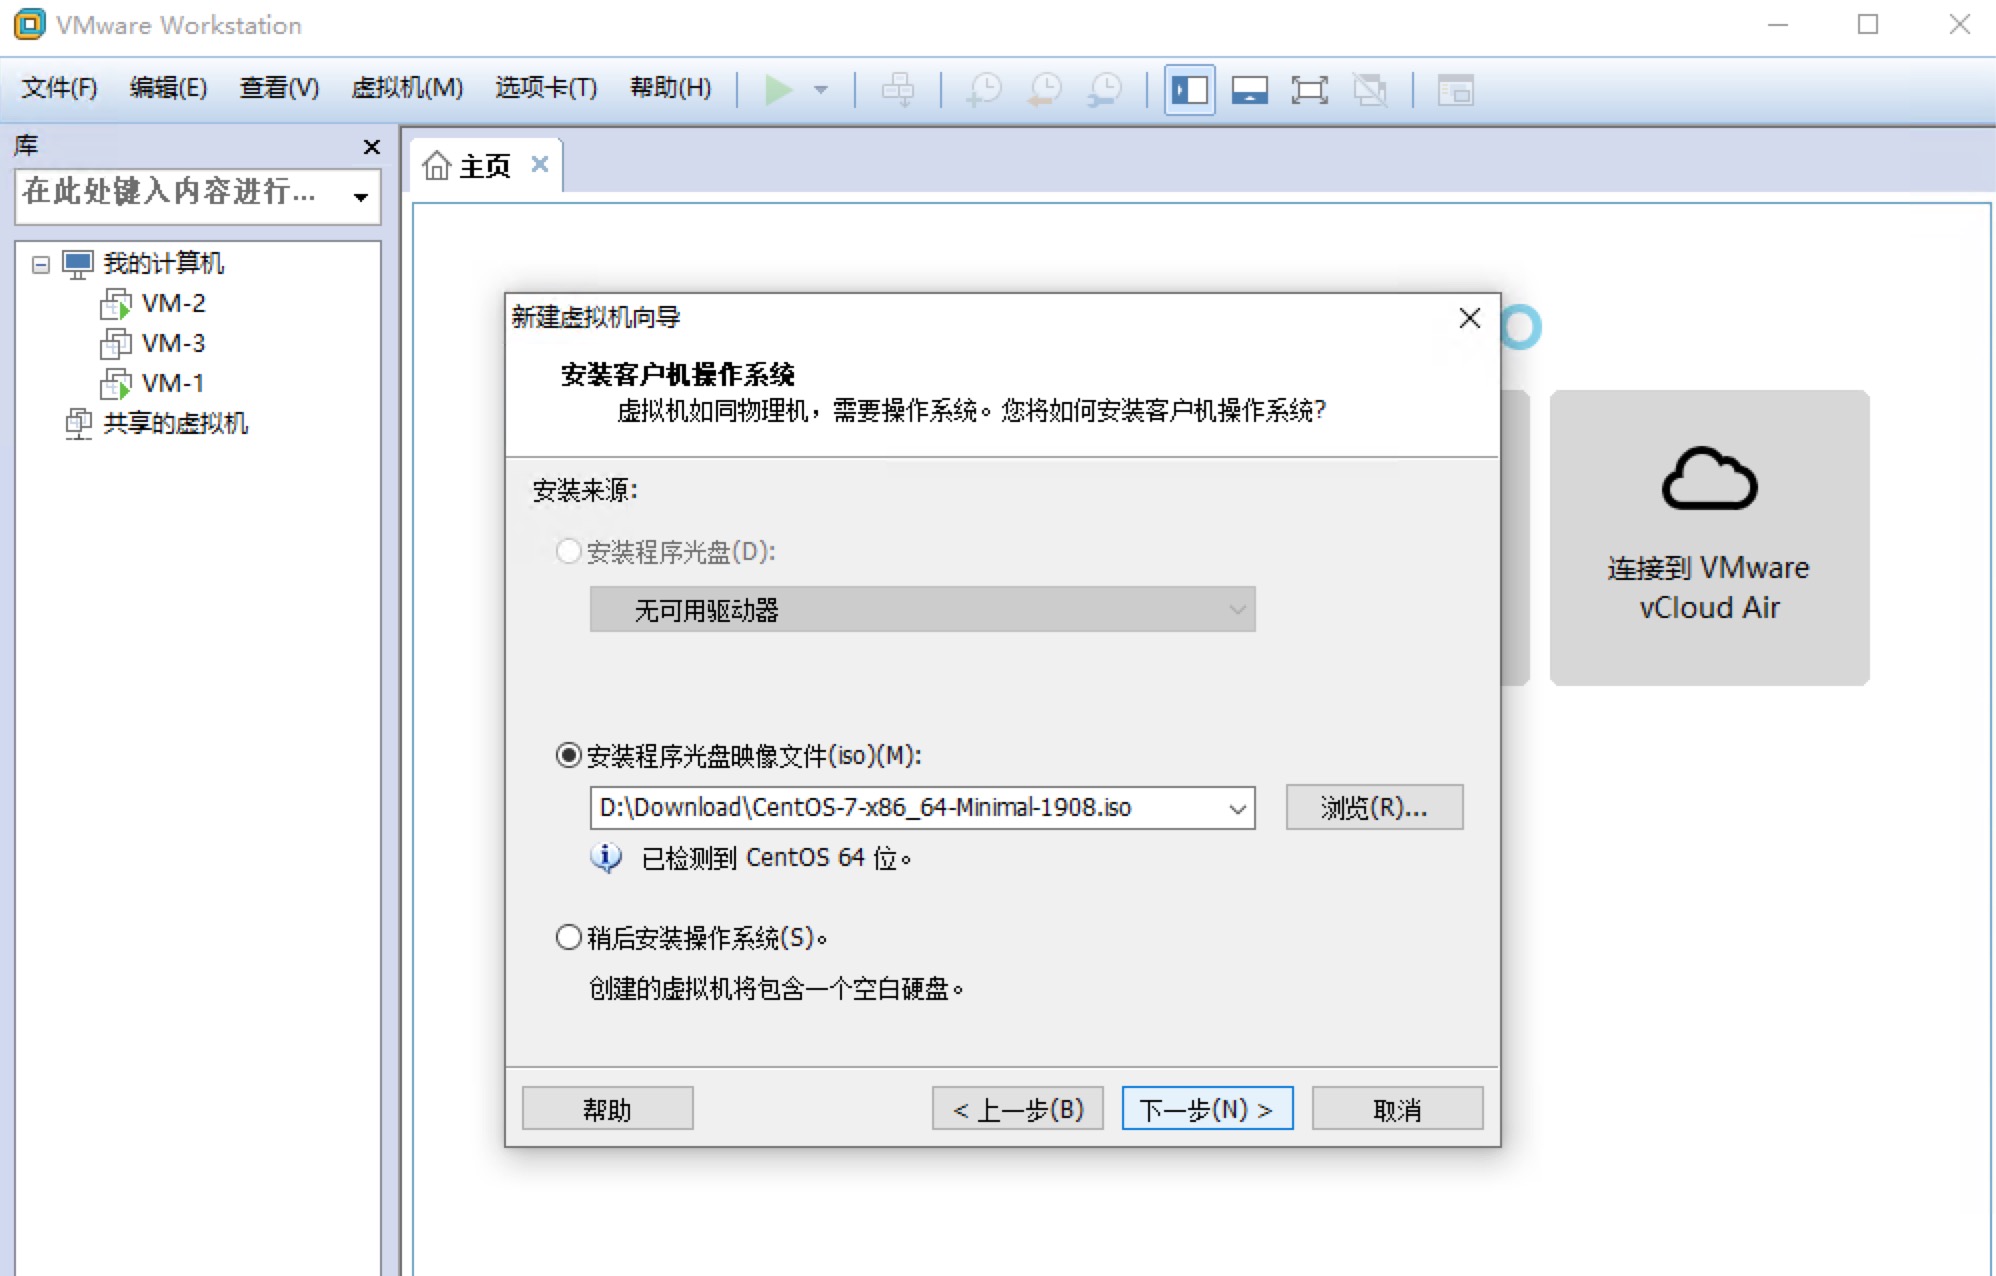 VMware Workstation
文件(F) 编辑(E) 查看(V) 虚拟机(M) 选项卡(T) 帮助(H)
库
在此处键入内容进行...
我的计算机
VM-2
VM-3
VM-1
共享的虚拟机
主页
新建虚拟机向导
安装客户机操作系统
虚拟机如同物理机，需要操作系统。您将如何安装客户机操作系统?
安装来源:
安装程序光盘(D):
无可用驱动器
安装程序光盘映像文件(iso)(M):
D:\Download\CentOS-7-x86_64-Minimal-1908.iso
浏览(R)...
已检测到 CentOS 64 位。
稍后安装操作系统(S)。
创建的虚拟机将包含一个空白硬盘。
帮助
< 上一步(B)
下一步(N) >
取消
连接到 VMware
vCloud Air